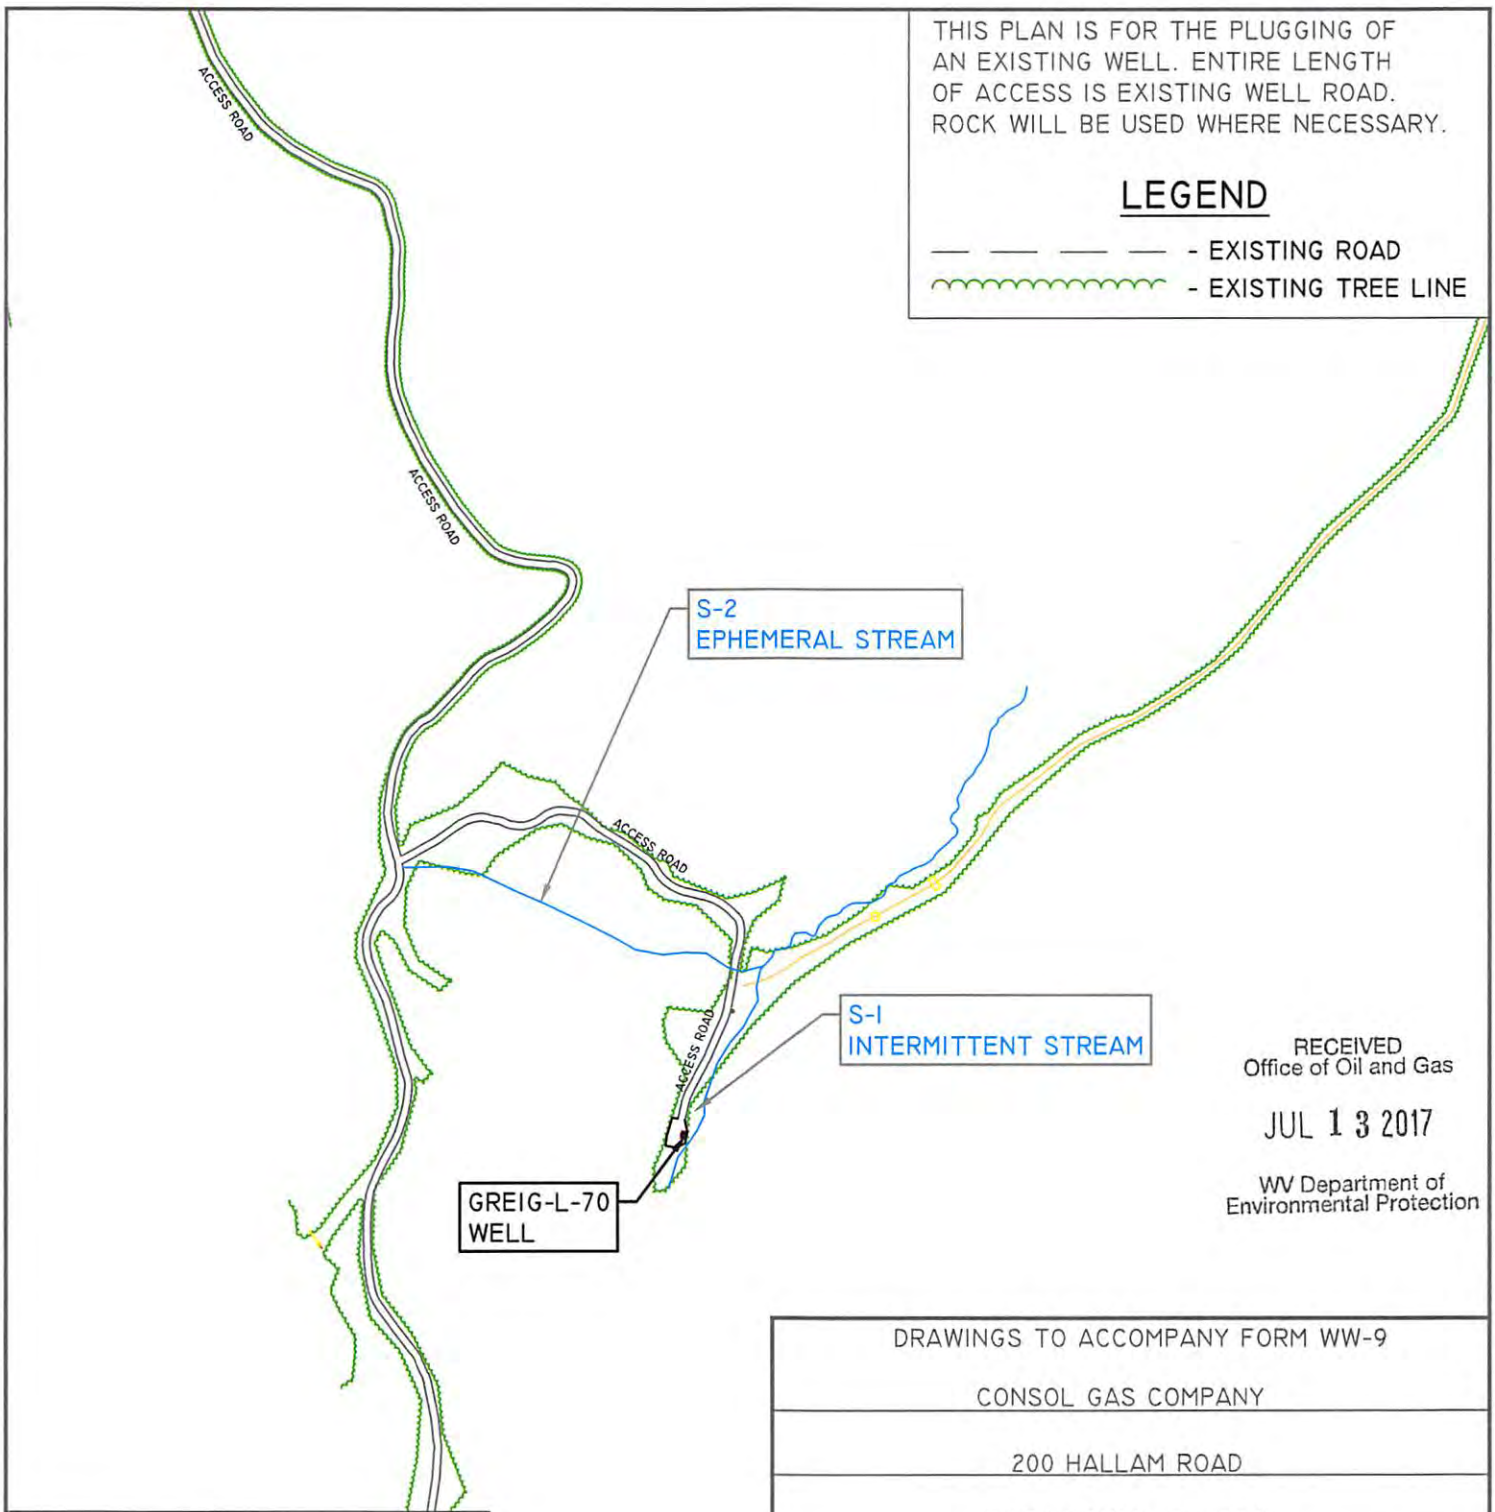 THIS PLAN IS FOR THE PLUGGING OF
AN EXISTING WELL. ENTIRE LENGTH
OF ACCESS IS EXISTING WELL ROAD.
ROCK WILL BE USED WHERE NECESSARY.
LEGEND
- EXISTING ROAD
- EXISTING TREE LINE
ACCESS ROAD
ACCESS ROAD
S-2
EPHEMERAL STREAM
ACCESS ROAD
S-1
INTERMITTENT STREAM
ACCESS ROAD
GREIG-L-70
WELL
RECEIVED
Office of Oil and Gas
JUL 13 2017
WV Department of
Environmental Protection
DRAWINGS TO ACCOMPANY FORM WW-9
CONSOL GAS COMPANY
200 HALLAM ROAD